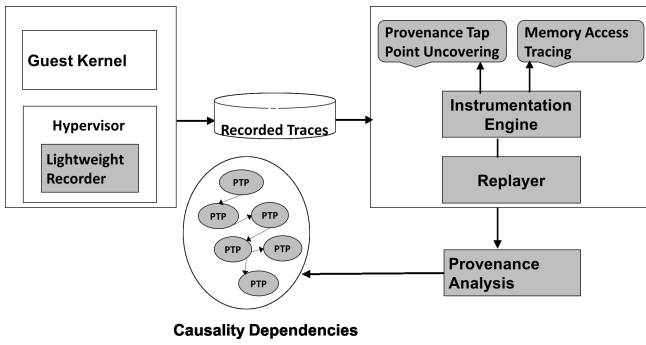 Guest Kernel
Hypervisor
Lightweight
Recorder
Recorded Traces
Provenance Tap
Point Uncovering
Memory Access
Tracing
Instrumentation
Engine
Replayer
Provenance
Analysis
PTP
PTP
PTP
PTP
PTP
PTP
Causality Dependencies